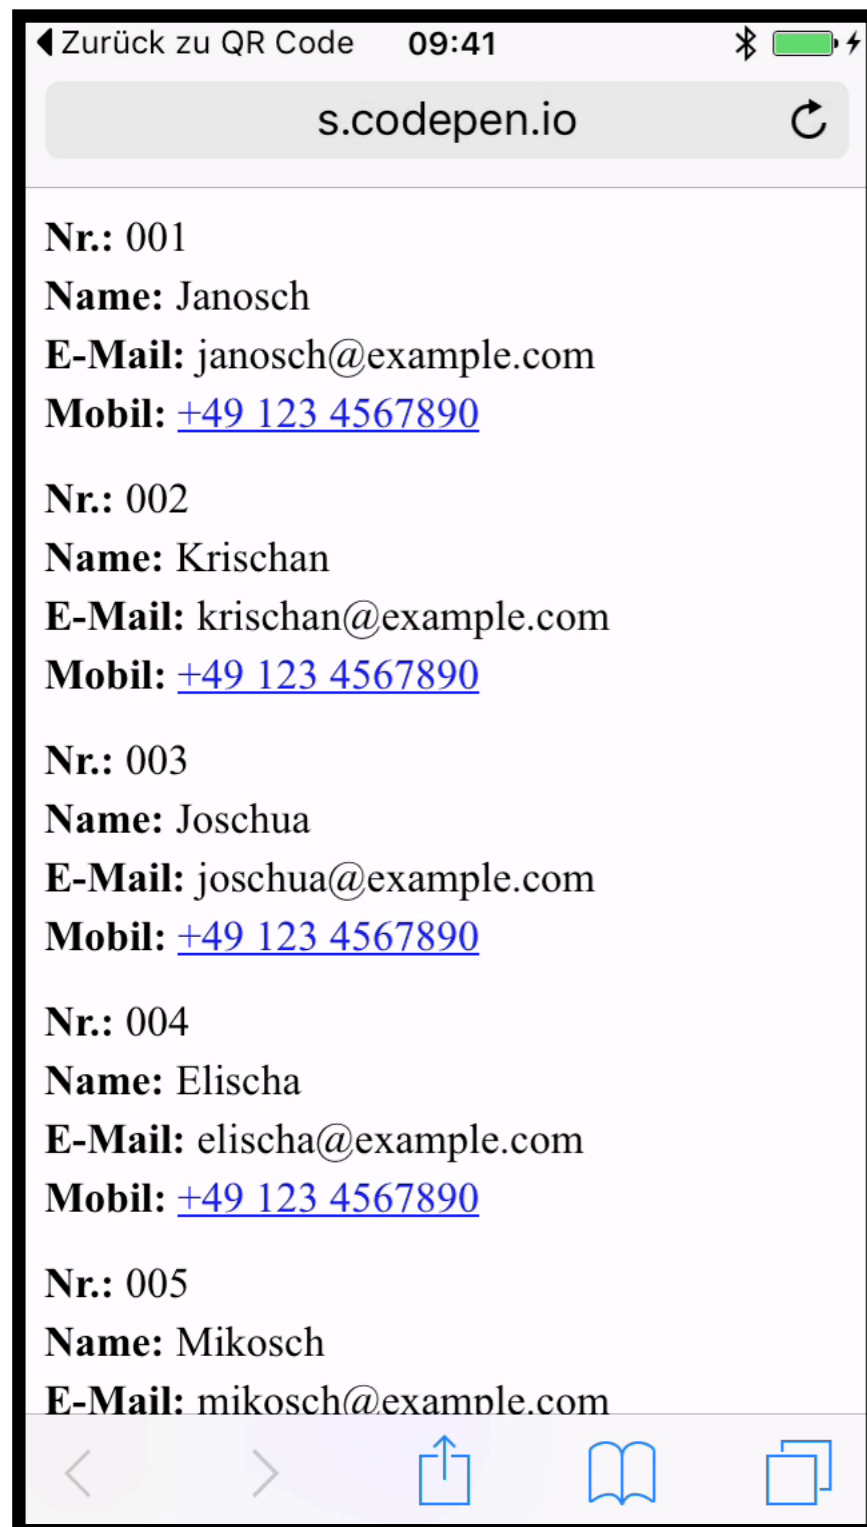 Zurück zu QR Code 09:41
s.codepen.io
Nr.: 001
Name: Janosch
E-Mail: janosch@example.com
Mobil: +49 123 4567890
Nr.: 002
Name: Krischan
E-Mail: krischan@example.com
Mobil: +49 123 4567890
Nr.: 003
Name: Joschua
E-Mail: joschua@example.com
Mobil: +49 123 4567890
Nr.: 004
Name: Elischa
E-Mail: elischa@example.com
Mobil: +49 123 4567890
Nr.: 005
Name: Mikosch
E-Mail: mikosch@example.com